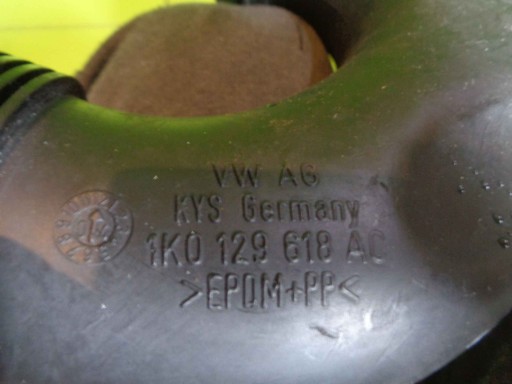 VW AG
KYS Germany
1K0 129 618 AC
>EPDM+PP<